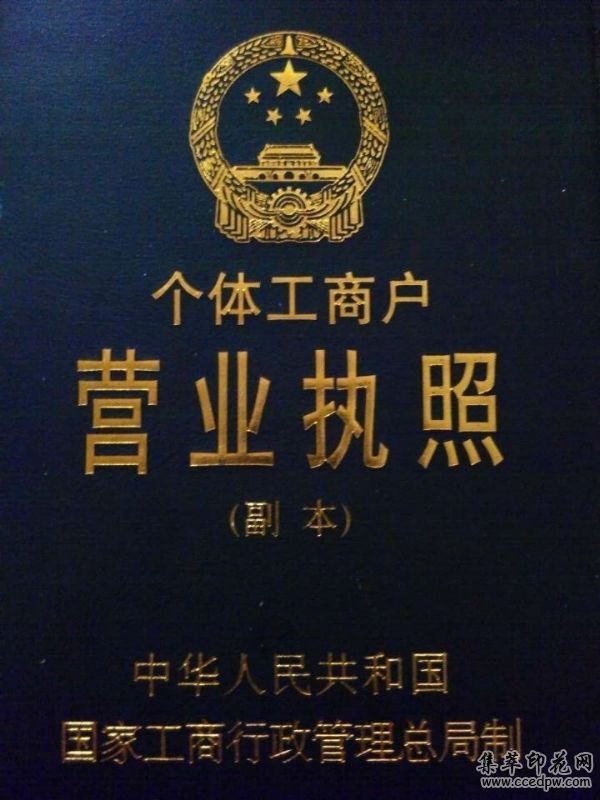 个体工商户
营业执照
(副本)
中华人民共和国
国家工商行政管理总局制
集萃印花网
www.ccedpw.com